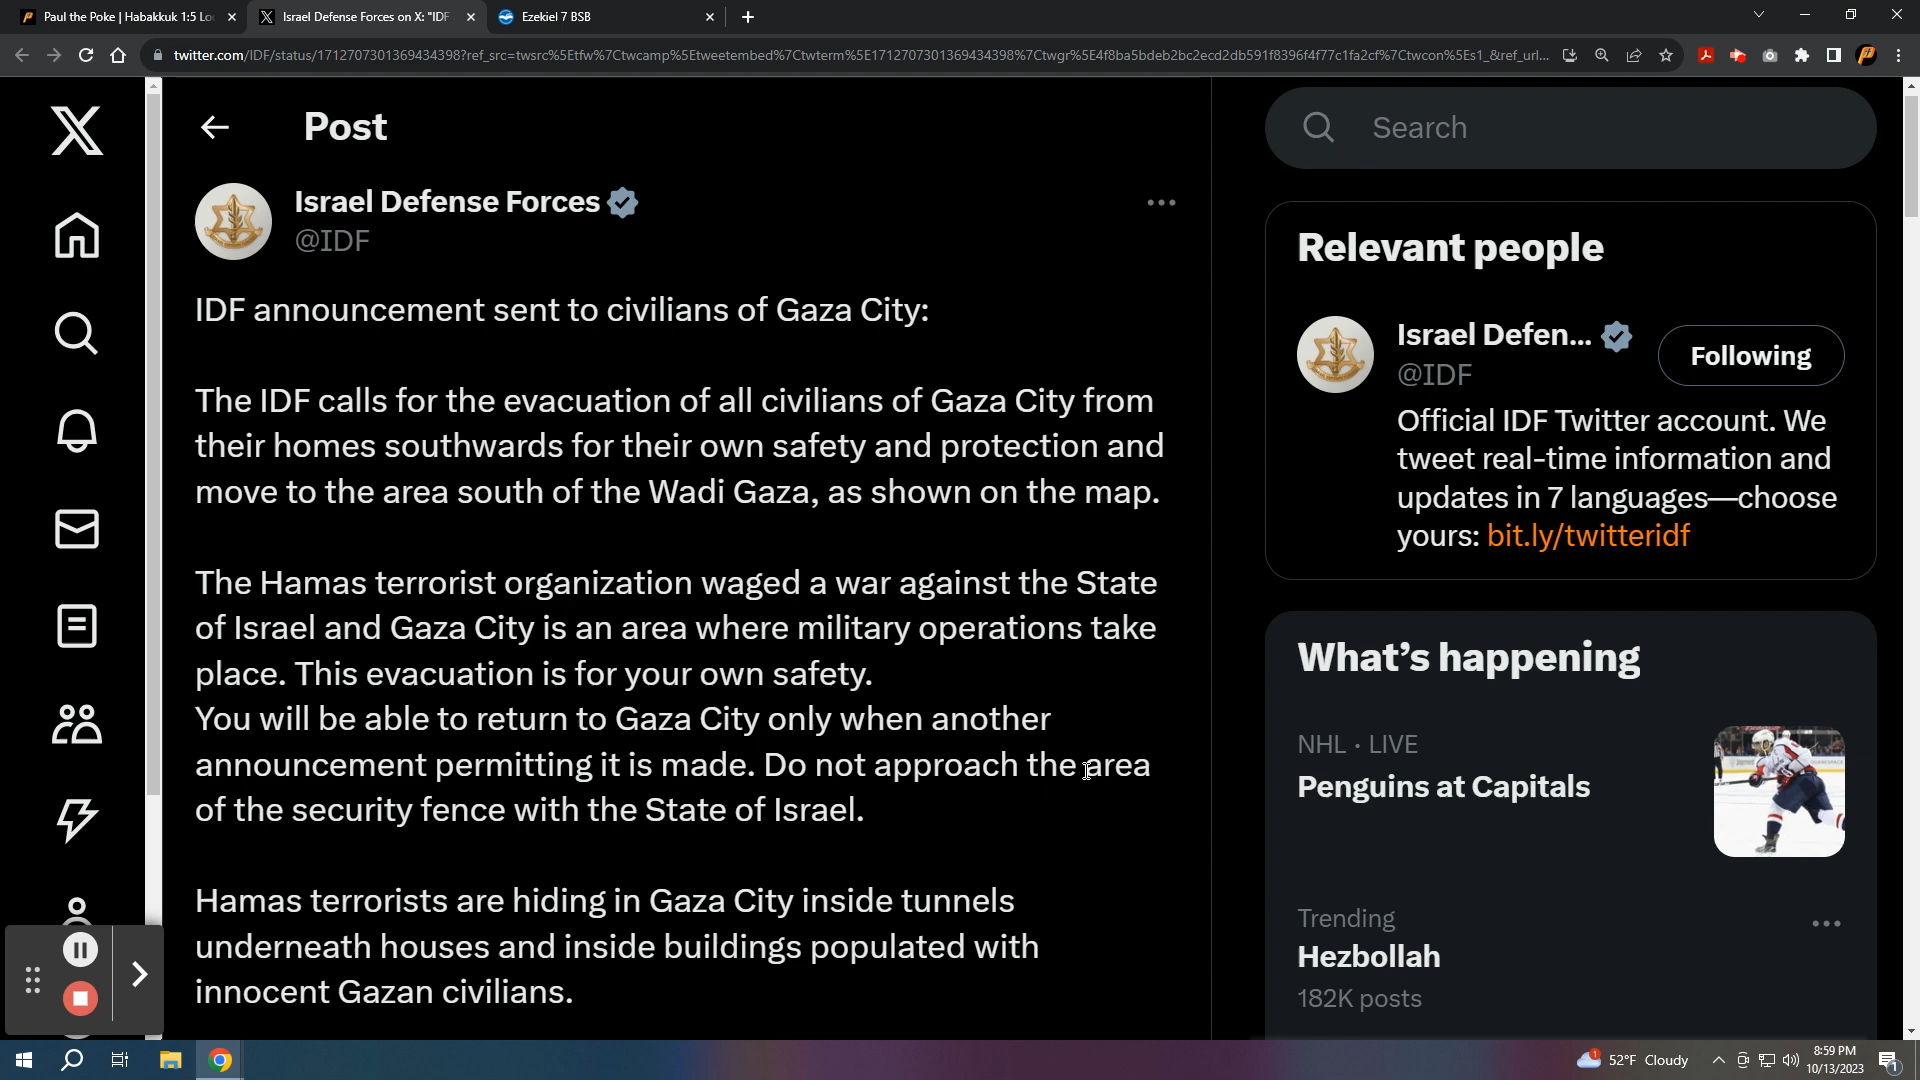 Paul the Poke | Habakkuk 1:5 Lo
Israel Defense Forces on X: "IDF
Ezekiel 7 BSB
twitter.com/IDF/status/1712707301369434398?ref_src=twsrc%5Etfw%7Ctwcamp%5Etweetembed%7Ctwterm%5E1712707301369434398%7Ctwgr%5E4f8ba5bdeb2bc2ecd2db591f8396f4f77c1fa2cf%7Ctwcon%5Es1_&ref_url...
Post
Search
Israel Defense Forces
@IDF
IDF announcement sent to civilians of Gaza City:
The IDF calls for the evacuation of all civilians of Gaza City from
their homes southwards for their own safety and protection and
move to the area south of the Wadi Gaza, as shown on the map.
The Hamas terrorist organization waged a war against the State
of Israel and Gaza City is an area where military operations take
place. This evacuation is for your own safety.
You will be able to return to Gaza City only when another
announcement permitting it is made. Do not approach the area
of the security fence with the State of Israel.
Hamas terrorists are hiding in Gaza City inside tunnels
underneath houses and inside buildings populated with
innocent Gazan civilians.
Relevant people
Israel Defen...
@IDF
Following
Official IDF Twitter account. We
tweet real-time information and
updates in 7 languages—choose
yours: bit.ly/twitteridf
What's happening
NHL · LIVE
Penguins at Capitals
Trending
Hezbollah
182K posts
1
52°F Cloudy
8:59 PM
10/13/2023
1